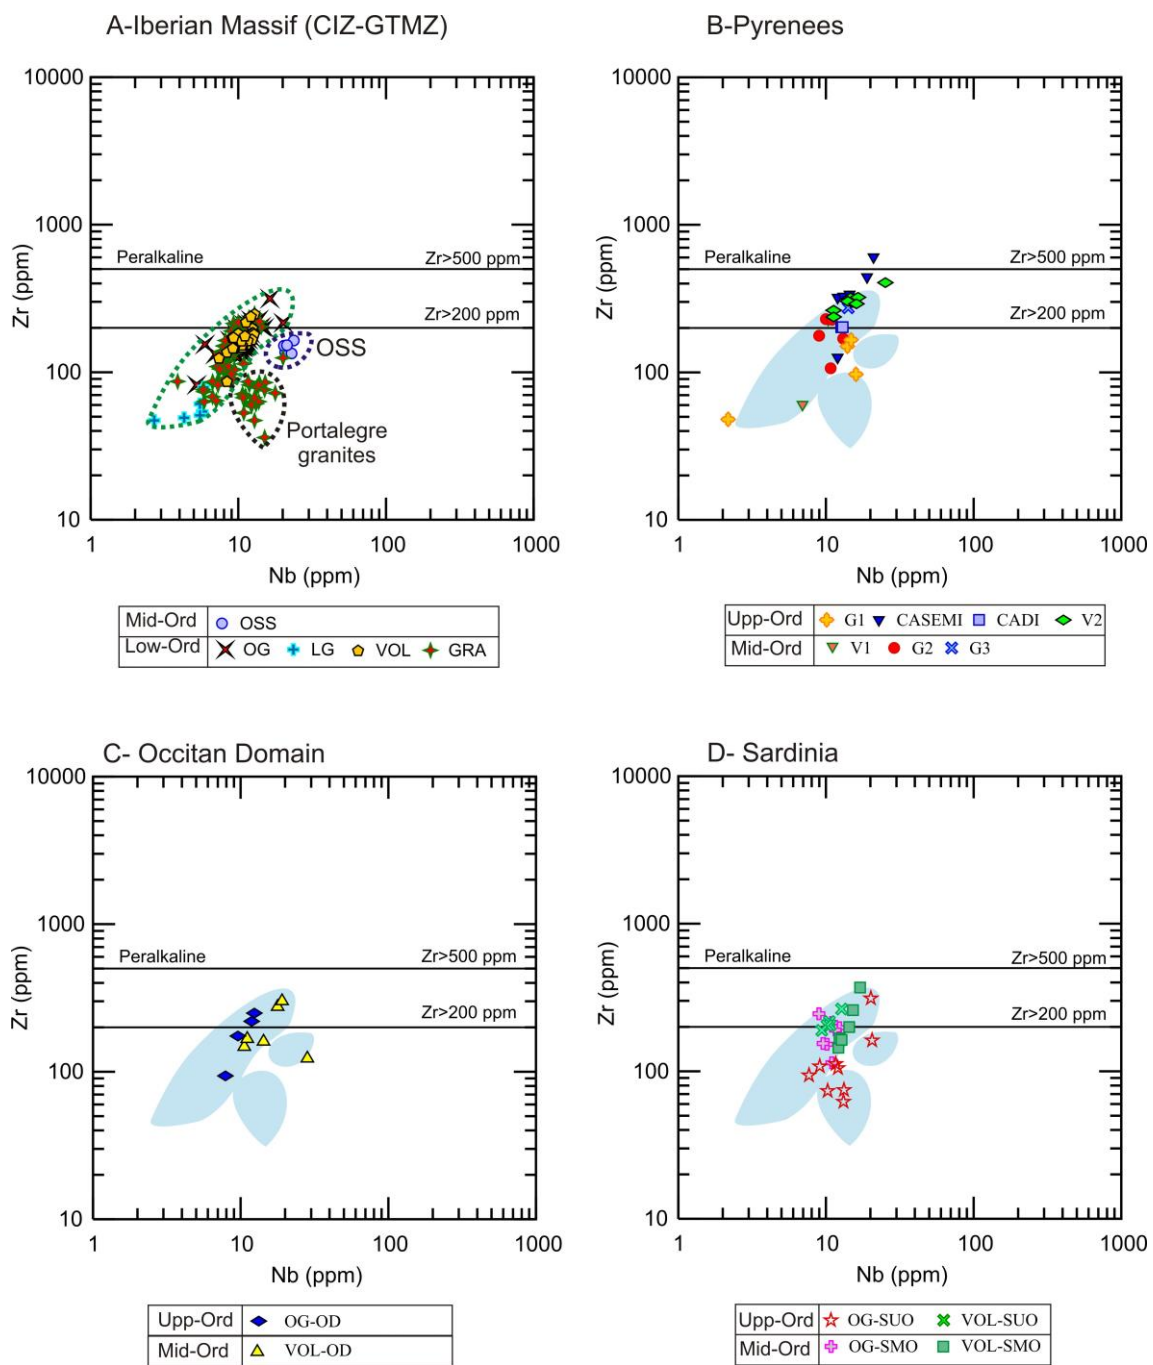 A-Iberian Massif (CIZ-GTMZ)
10000
1000
100
10
Zr (ppm)
Peralkaline
Zr>500 ppm
Zr>200 ppm
OSS
Portalegre
granites
1 10 100 1000
Nb (ppm)
Mid-Ord OSS
Low-Ord OG LG VOL GRA
B-Pyrenees
10000
1000
100
10
Zr (ppm)
Peralkaline
Zr>500 ppm
Zr>200 ppm
1 10 100 1000
Nb (ppm)
Upp-Ord G1 CASEMI CADI V2
Mid-Ord V1 G2 G3
C- Occitan Domain
10000
1000
100
10
Zr (ppm)
Peralkaline
Zr>500 ppm
Zr>200 ppm
1 10 100 1000
Nb (ppm)
Upp-Ord OG-OD
Mid-Ord VOL-OD
D- Sardinia
10000
1000
100
10
Zr (ppm)
Peralkaline
Zr>500 ppm
Zr>200 ppm
1 10 100 1000
Nb (ppm)
Upp-Ord OG-SUO VOL-SUO
Mid-Ord OG-SMO VOL-SMO